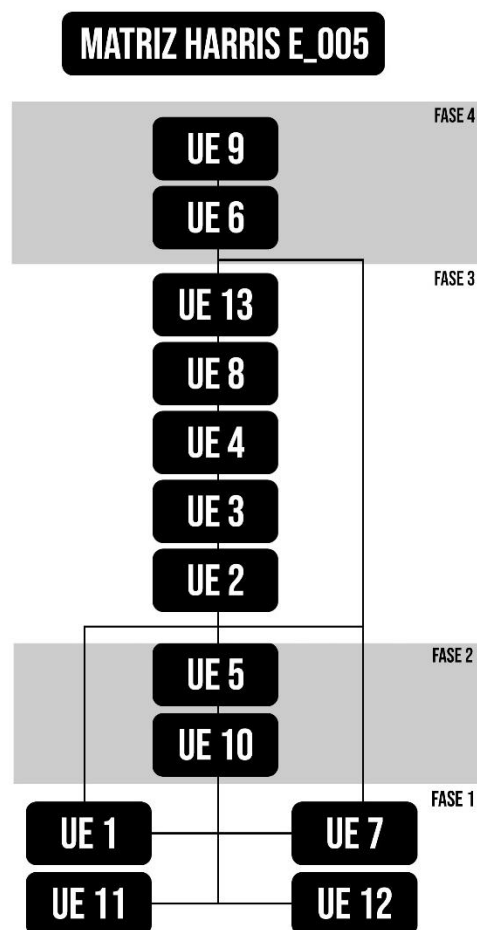 MATRIZ HARRIS E_005
FASE 4
UE 9
UE 6
FASE 3
UE 13
UE 8
UE 4
UE 3
UE 2
FASE 2
UE 5
UE 10
FASE 1
UE 1
UE 7
UE 11
UE 12